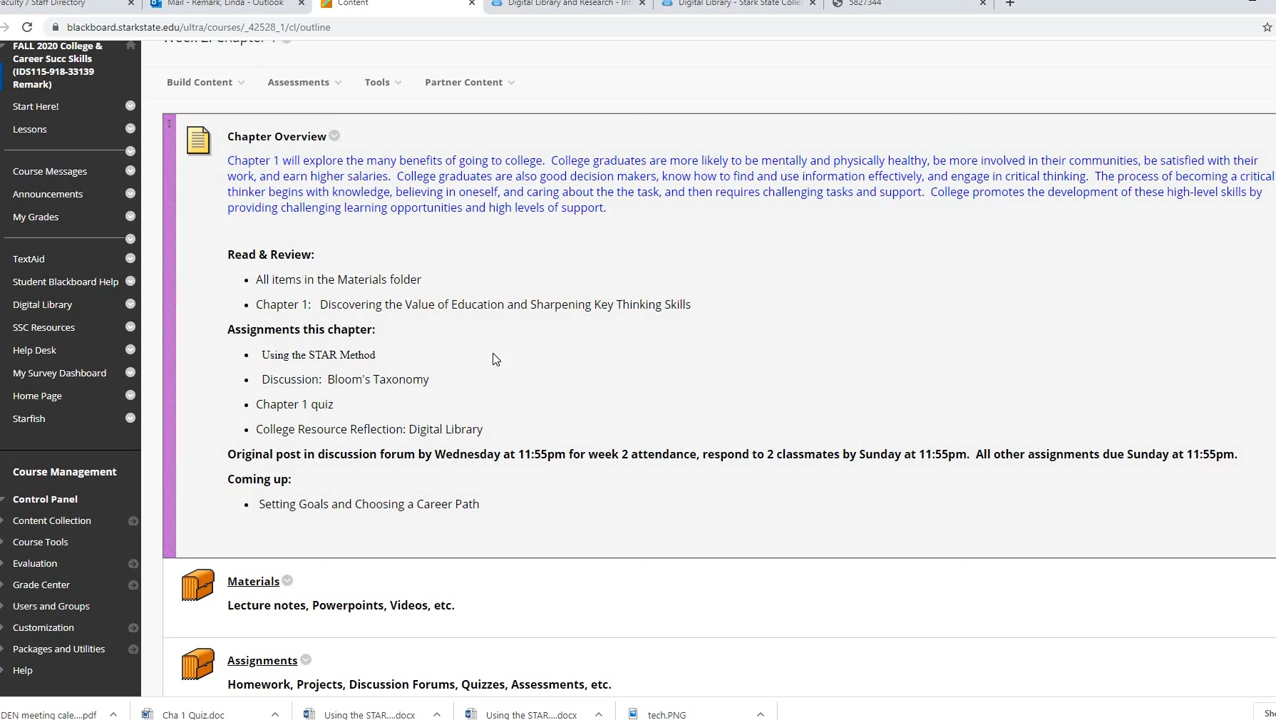 Faculty / Staff Directory
Mail - Remark, Linda - Outlook
Content
Digital Library and Research - Int
Digital Library - Stark State Colle
5827344
blackboard.starkstate.edu/ultra/courses/_42528_1/cl/outline
FALL 2020 College &
Career Succ Skills
(IDS115-918-33139
Remark)
Start Here!
Lessons
Course Messages
Announcements
My Grades
TextAid
Student Blackboard Help
Digital Library
SSC Resources
Help Desk
My Survey Dashboard
Home Page
Starfish
Course Management
Control Panel
Content Collection
Course Tools
Evaluation
Grade Center
Users and Groups
Customization
Packages and Utilities
Help
Week 2: Chapter 1
Build Content
Assessments
Tools
Partner Content
Chapter Overview
Chapter 1 will explore the many benefits of going to college. College graduates are more likely to be mentally and physically healthy, be more involved in their communities, be satisfied with their
work, and earn higher salaries. College graduates are also good decision makers, know how to find and use information effectively, and engage in critical thinking. The process of becoming a critical
thinker begins with knowledge, believing in oneself, and caring about the the task, and then requires challenging tasks and support. College promotes the development of these high-level skills by
providing challenging learning opportunities and high levels of support.
Read & Review:
• All items in the Materials folder
• Chapter 1: Discovering the Value of Education and Sharpening Key Thinking Skills
Assignments this chapter:
• Using the STAR Method
• Discussion: Bloom's Taxonomy
• Chapter 1 quiz
• College Resource Reflection: Digital Library
Original post in discussion forum by Wednesday at 11:55pm for week 2 attendance, respond to 2 classmates by Sunday at 11:55pm. All other assignments due Sunday at 11:55pm.
Coming up:
• Setting Goals and Choosing a Career Path
Materials
Lecture notes, Powerpoints, Videos, etc.
Assignments
Homework, Projects, Discussion Forums, Quizzes, Assessments, etc.
DEN meeting cale....pdf
Cha 1 Quiz.doc
Using the STAR....docx
Using the STAR....docx
tech.PNG